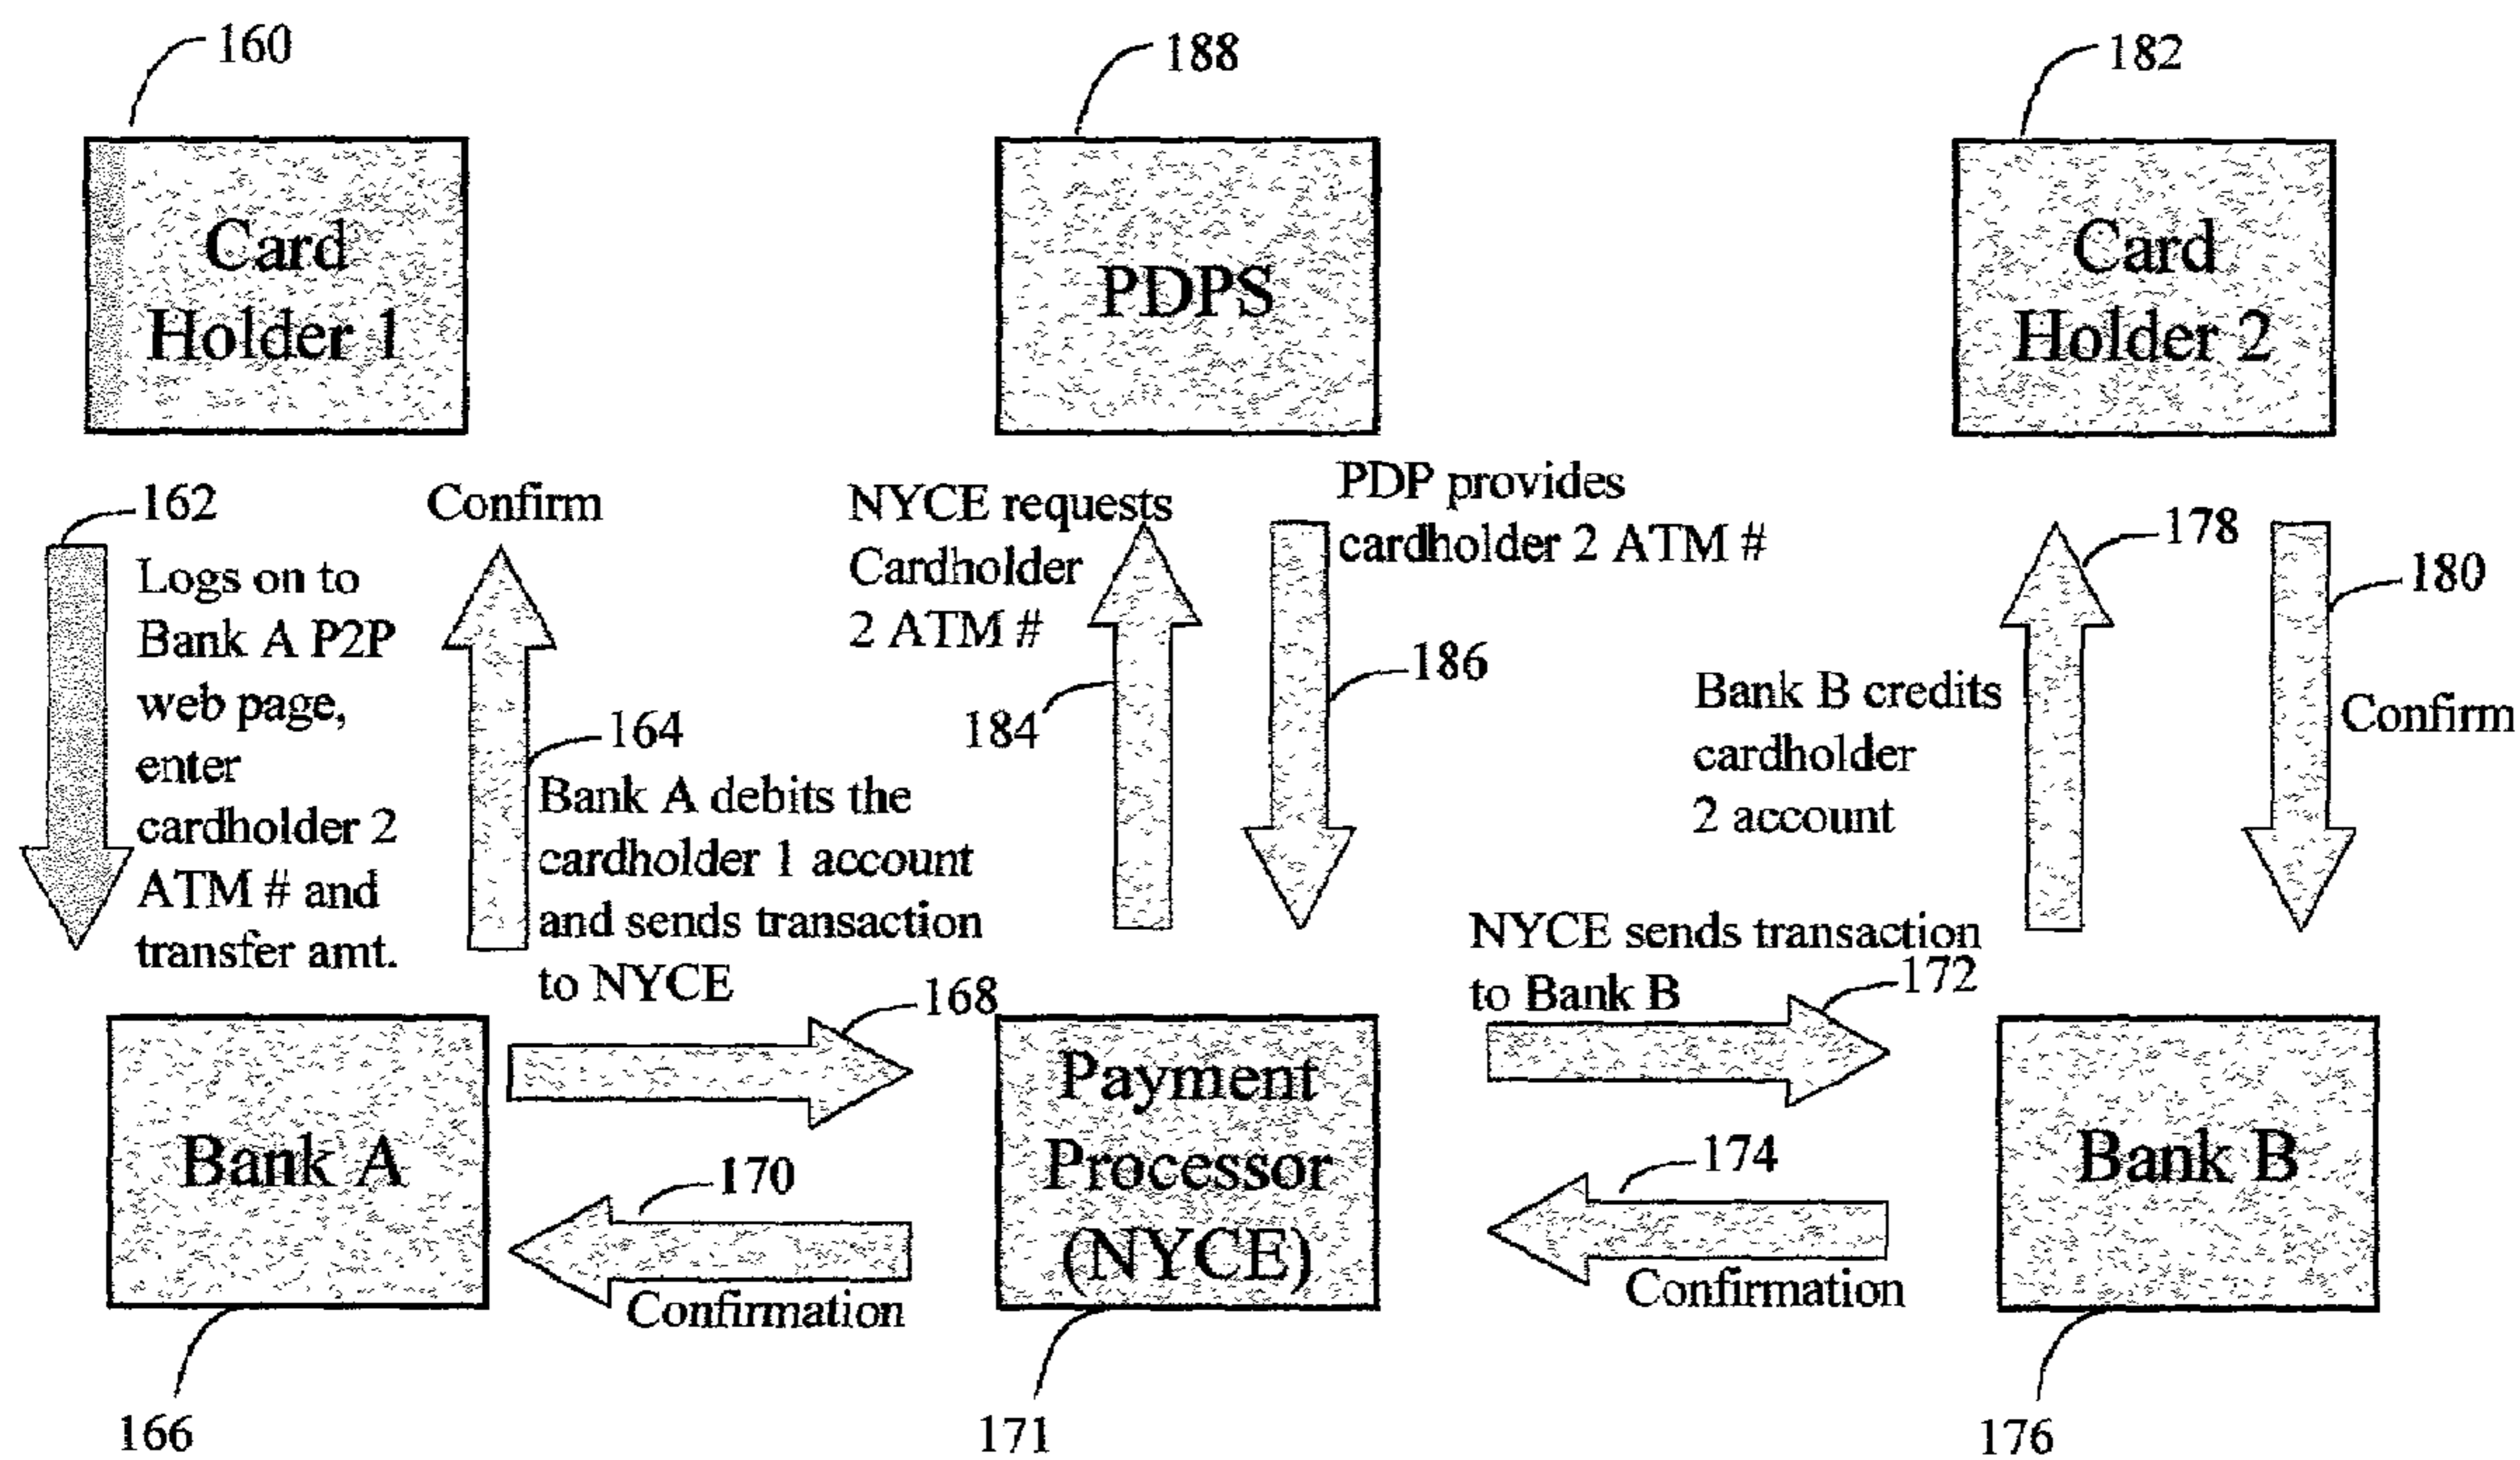 160
188
182
Card
Holder 1
PDPS
Card
Holder 2
162
Logs on to
Bank A P2P
web page,
enter
cardholder 2
ATM # and
transfer amt.
Confirm
164
Bank A debits the
cardholder 1 account
and sends transaction
to NYCE
NYCE requests
Cardholder
2 ATM #
184
PDP provides
cardholder 2 ATM #
186
178
Bank B credits
cardholder
2 account
180
Confirm
168
NYCE sends transaction
to Bank B
172
Bank A
170
Confirmation
Payment
Processor
(NYCE)
174
Confirmation
Bank B
166
171
176